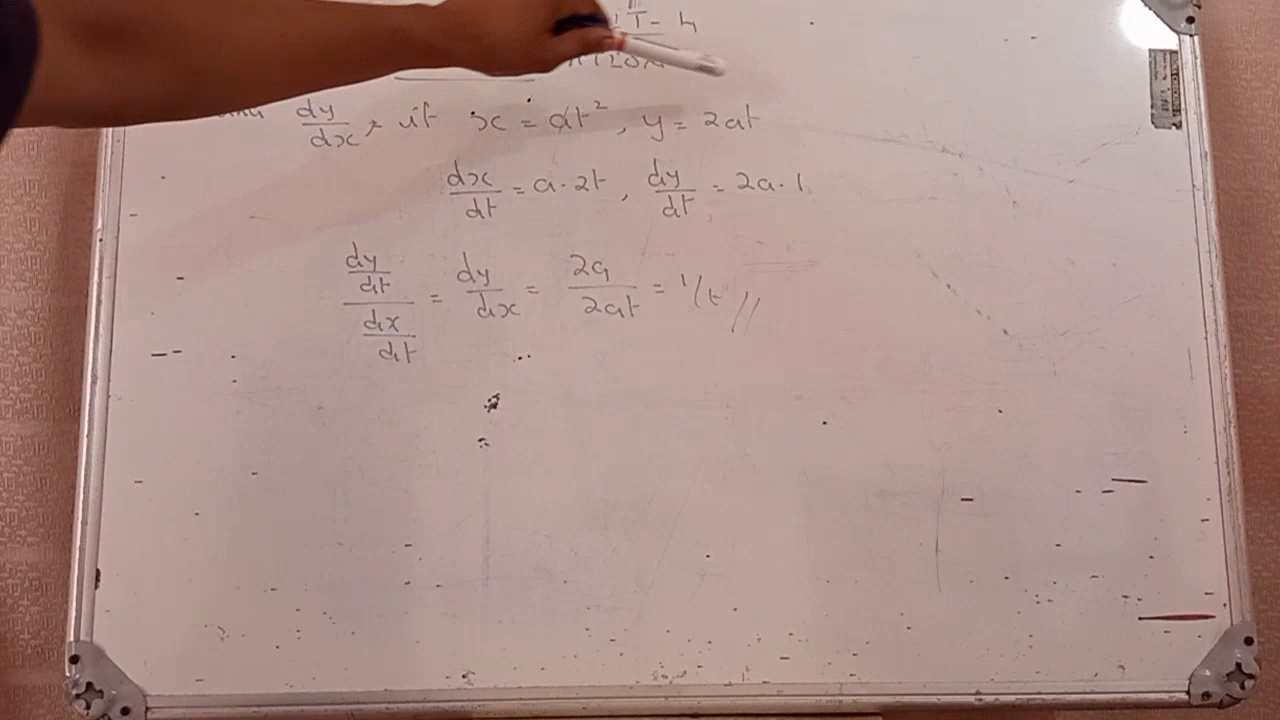 dy/dx, if x = at², y = 2at
dx/dt = a·2t, dy/dt = 2a·1
(dy/dt)/(dx/dt) = dy/dx = 2a/2at = 1/t //